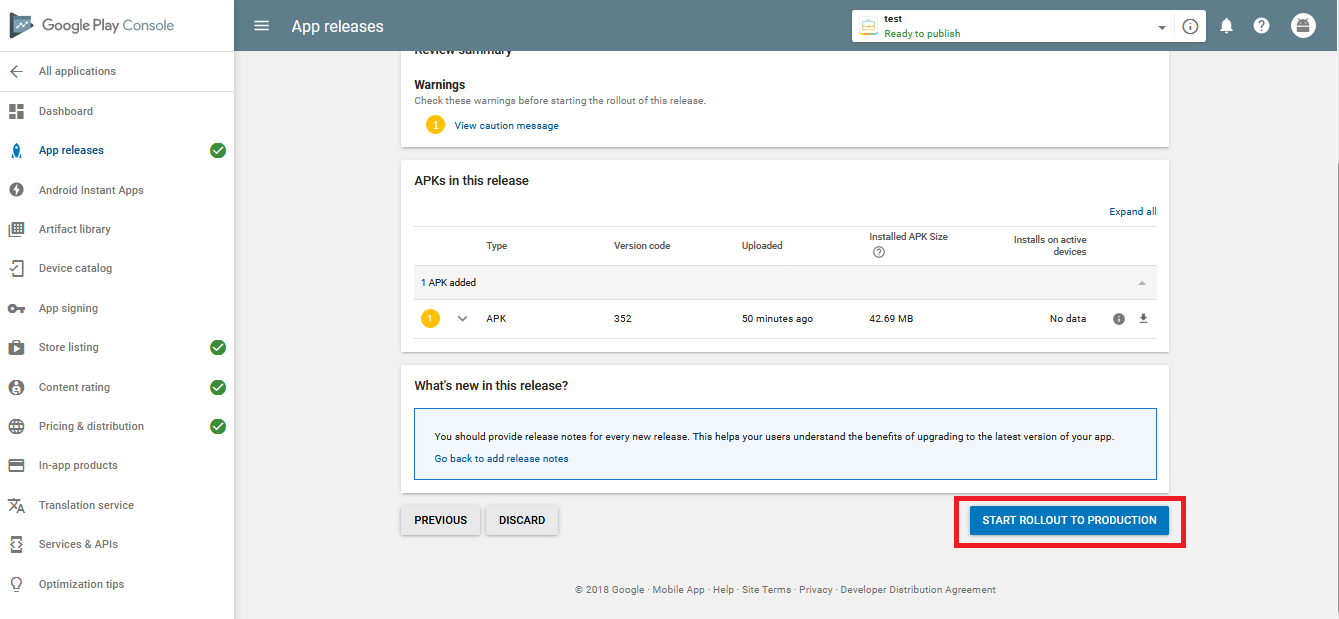 Google Play Console
App releases
test
Ready to publish
All applications
Dashboard
App releases
Android Instant Apps
Artifact library
Device catalog
App signing
Store listing
Content rating
Pricing & distribution
In-app products
Translation service
Services & APIs
Optimization tips
Review summary
Warnings
Check these warnings before starting the rollout of this release.
1 View caution message
APKs in this release
Expand all
Type Version code Uploaded Installed APK Size Installs on active
devices
1 APK added
1 APK 352 50 minutes ago 42.69 MB No data
What's new in this release?
You should provide release notes for every new release. This helps your users understand the benefits of upgrading to the latest version of your app.
Go back to add release notes
PREVIOUS DISCARD START ROLLOUT TO PRODUCTION
© 2018 Google · Mobile App · Help · Site Terms · Privacy · Developer Distribution Agreement